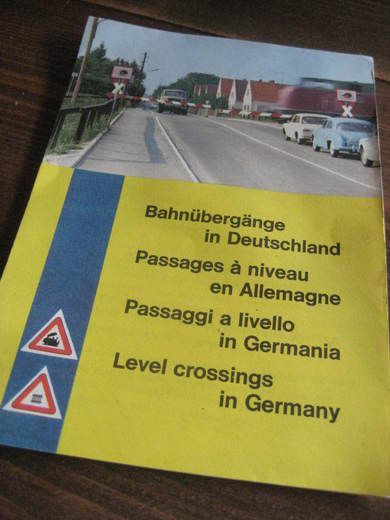 Bahnübergänge
in Deutschland
Passages à niveau
en Allemagne
Passaggi a livello
in Germania
Level crossings
in Germany